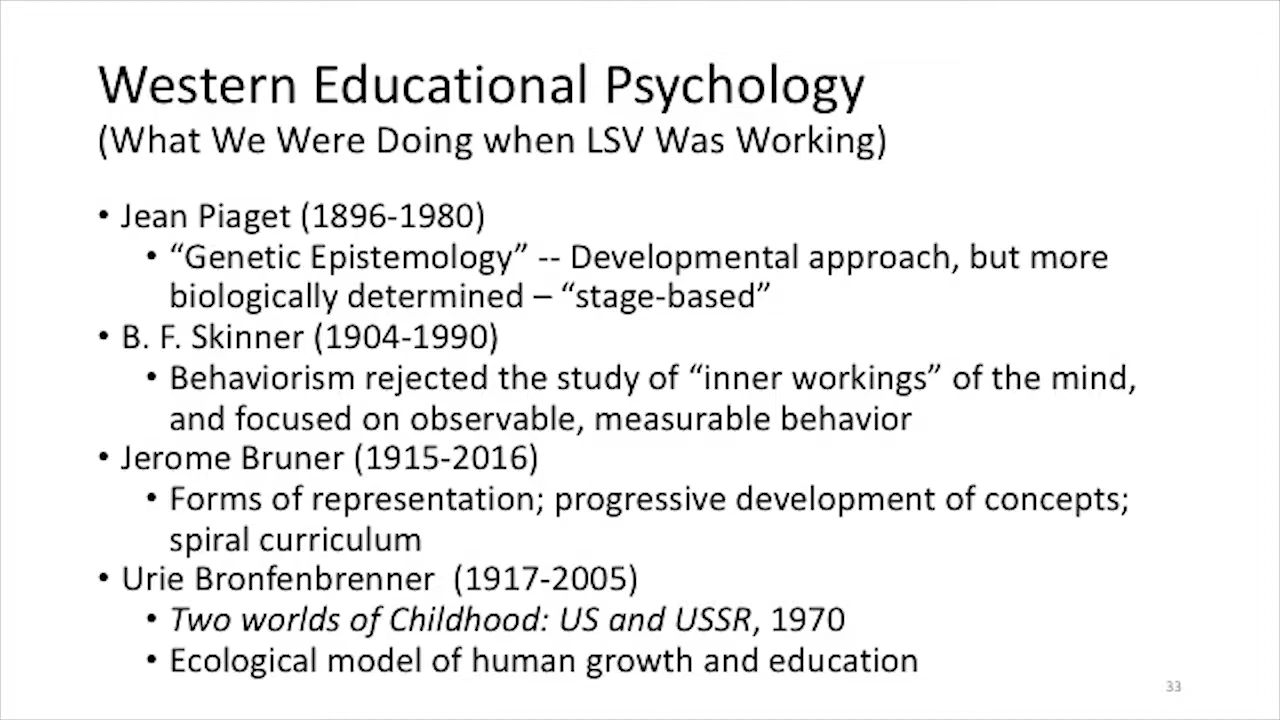 Western Educational Psychology
(What We Were Doing when LSV Was Working)
• Jean Piaget (1896-1980)
• “Genetic Epistemology” -- Developmental approach, but more
biologically determined – “stage-based”
• B. F. Skinner (1904-1990)
• Behaviorism rejected the study of “inner workings” of the mind,
and focused on observable, measurable behavior
• Jerome Bruner (1915-2016)
• Forms of representation; progressive development of concepts;
spiral curriculum
• Urie Bronfenbrenner (1917-2005)
• Two worlds of Childhood: US and USSR, 1970
• Ecological model of human growth and education
33